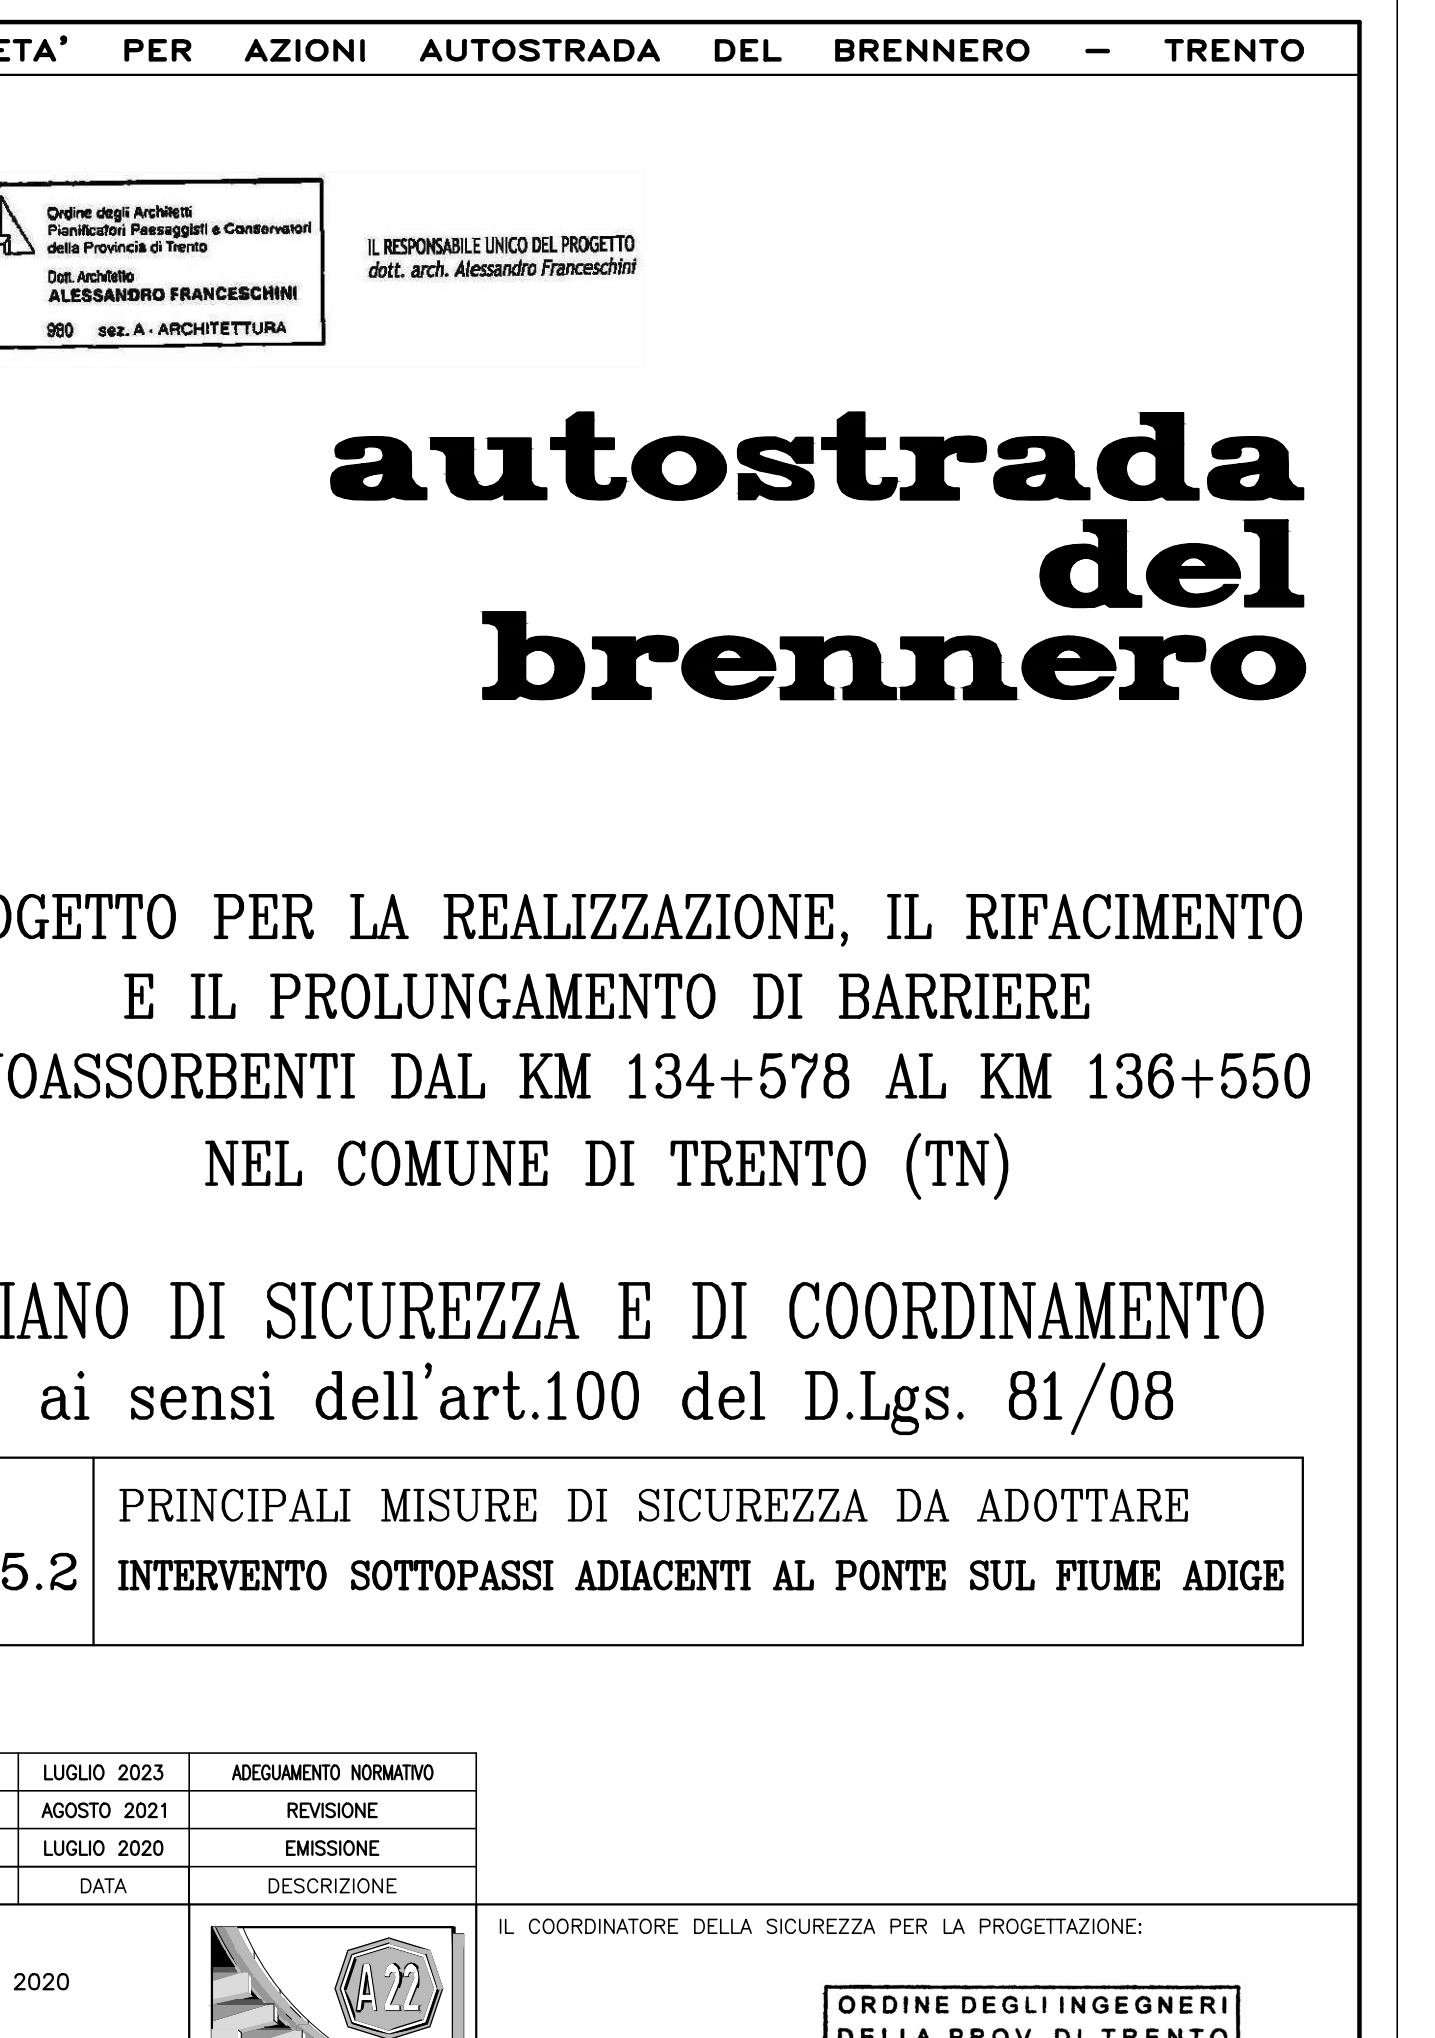 ETA' PER AZIONI AUTOSTRADA DEL BRENNERO – TRENTO
Ordine degli Architetti
Pianificatori Paesaggisti e Conservatori
della Provincia di Trento
Dott. Architetto
ALESSANDRO FRANCESCHINI
980 sez. A - ARCHITETTURA
IL RESPONSABILE UNICO DEL PROGETTO
dott. arch. Alessandro Franceschini
autostrada
del
brennero
OGETTO PER LA REALIZZAZIONE, IL RIFACIMENTO
E IL PROLUNGAMENTO DI BARRIERE
OASSORBENTI DAL KM 134+578 AL KM 136+550
NEL COMUNE DI TRENTO (TN)
IANO DI SICUREZZA E DI COORDINAMENTO
ai sensi dell'art.100 del D.Lgs. 81/08
5.2
PRINCIPALI MISURE DI SICUREZZA DA ADOTTARE
INTERVENTO SOTTOPASSI ADIACENTI AL PONTE SUL FIUME ADIGE
LUGLIO 2023 ADEGUAMENTO NORMATIVO
AGOSTO 2021 REVISIONE
LUGLIO 2020 EMISSIONE
DATA DESCRIZIONE
2020
A22
IL COORDINATORE DELLA SICUREZZA PER LA PROGETTAZIONE:
ORDINE DEGLI INGEGNERI
DELLA PROV. DI TRENTO